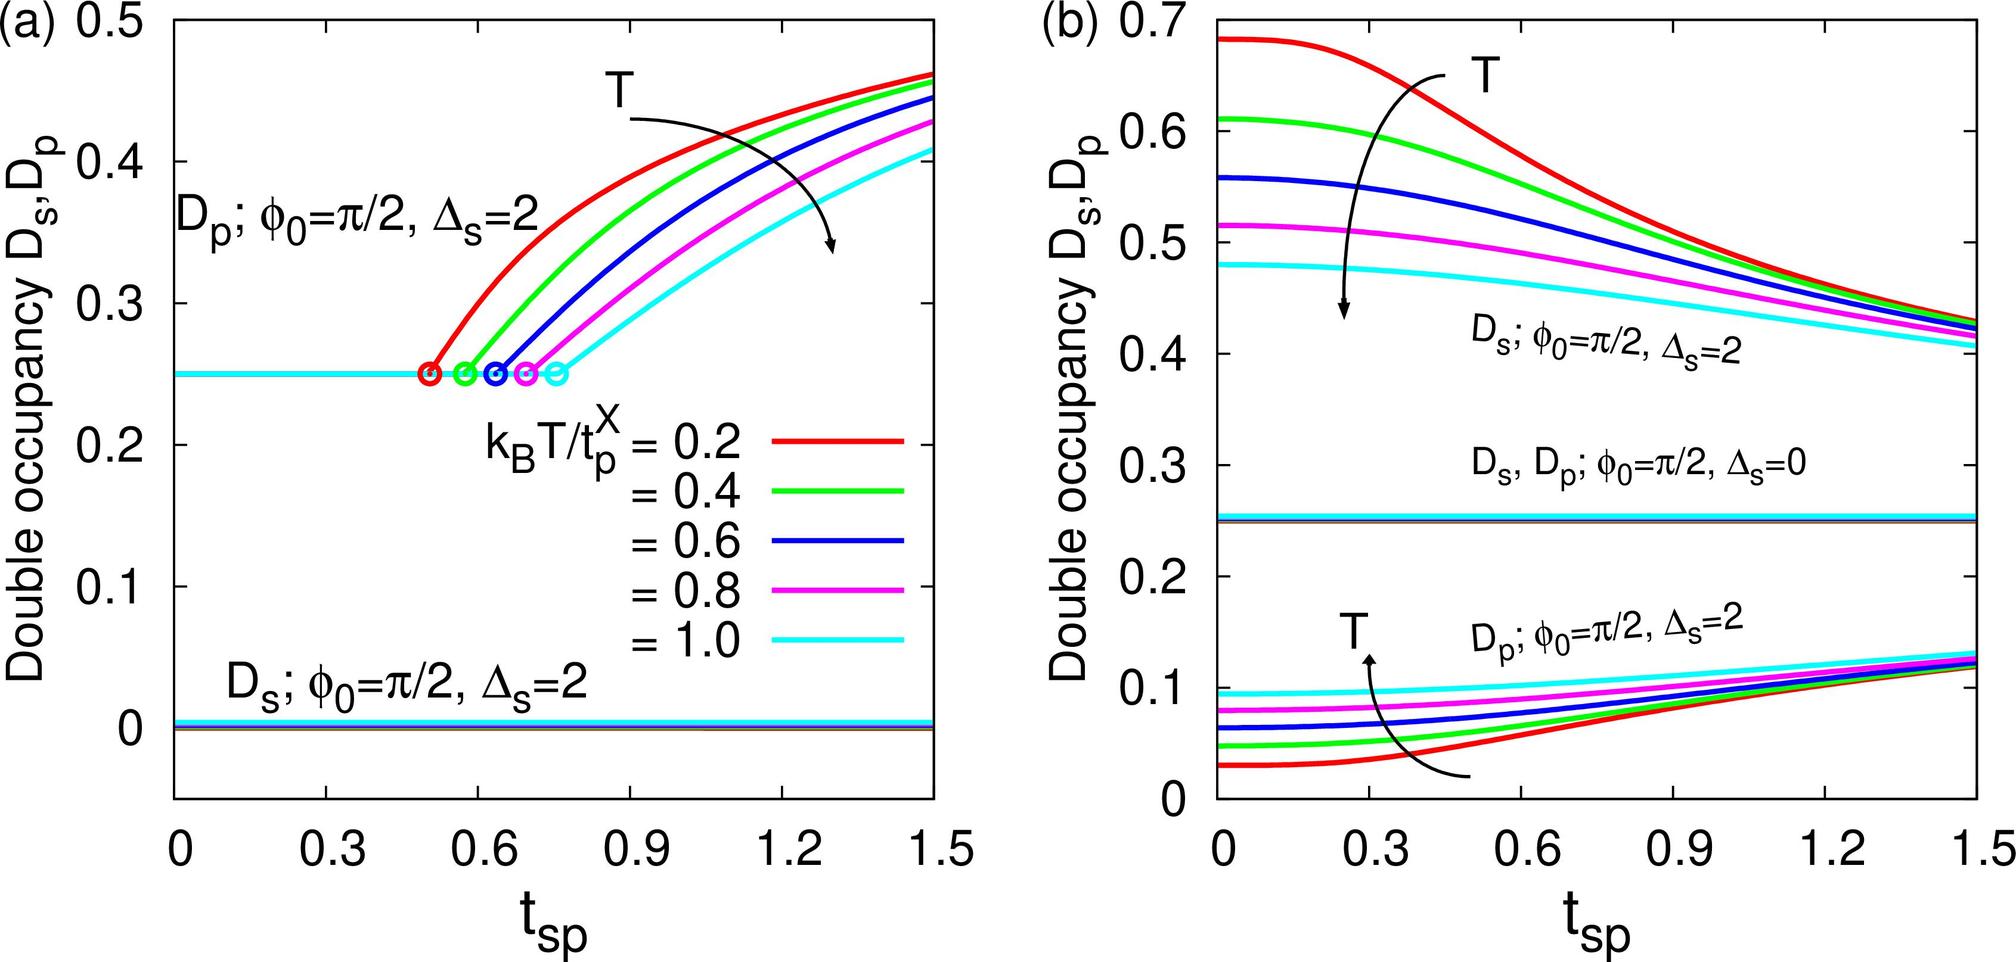 (a)
Double occupancy D_s,D_p
0.5
0.4
0.3
0.2
0.1
0
T
D_p; ϕ_0=π/2, Δ_s=2
k_BT/t_p^X = 0.2
= 0.4
= 0.6
= 0.8
= 1.0
D_s; ϕ_0=π/2, Δ_s=2
0 0.3 0.6 0.9 1.2 1.5
t_sp
(b)
Double occupancy D_s,D_p
0.7
0.6
0.5
0.4
0.3
0.2
0.1
0
T
D_s; ϕ_0=π/2, Δ_s=2
D_s, D_p; ϕ_0=π/2, Δ_s=0
D_p; ϕ_0=π/2, Δ_s=2
T
0 0.3 0.6 0.9 1.2 1.5
t_sp